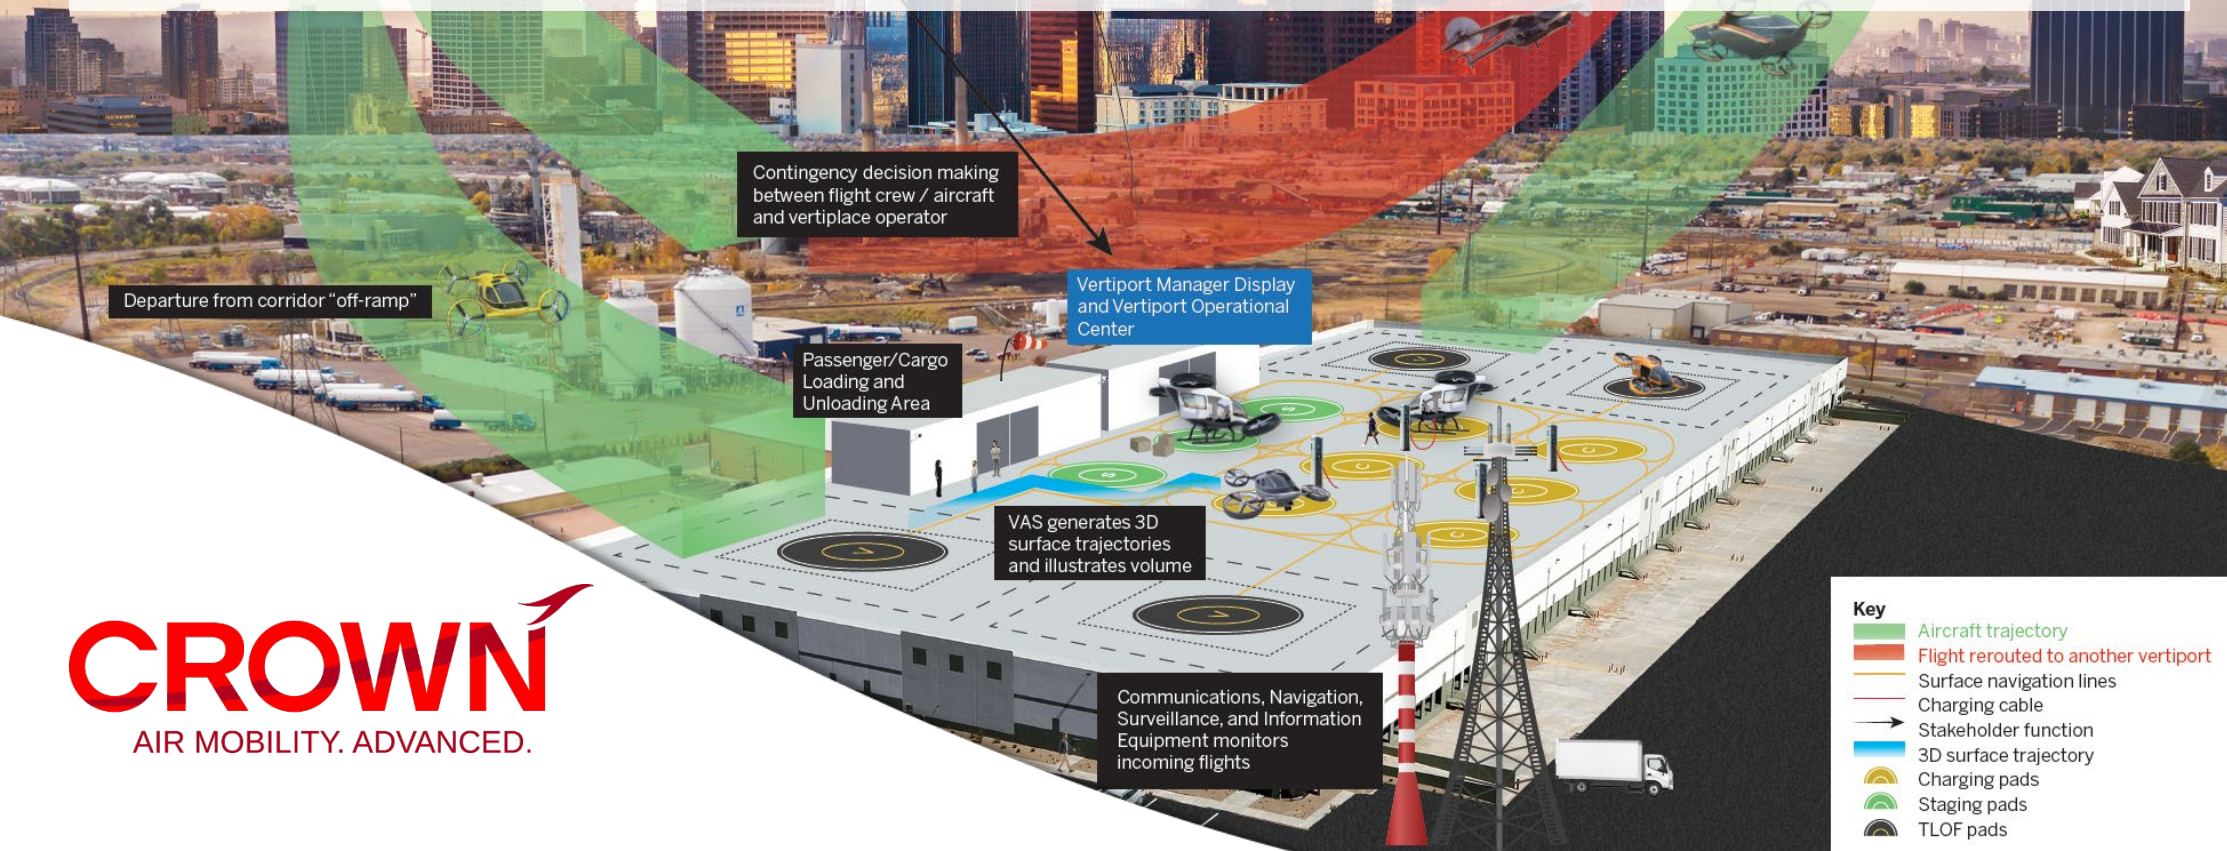 Contingency decision making
between flight crew / aircraft
and vertiplace operator
Departure from corridor “off-ramp”
Vertiport Manager Display
and Vertiport Operational
Center
Passenger/Cargo
Loading and
Unloading Area
VAS generates 3D
surface trajectories
and illustrates volume
Communications, Navigation,
Surveillance, and Information
Equipment monitors
incoming flights
CROWN
AIR MOBILITY. ADVANCED.
Key
Aircraft trajectory
Flight rerouted to another vertiport
Surface navigation lines
Charging cable
Stakeholder function
3D surface trajectory
Charging pads
Staging pads
TLOF pads
V
V
V
S
S
C
C
C
C